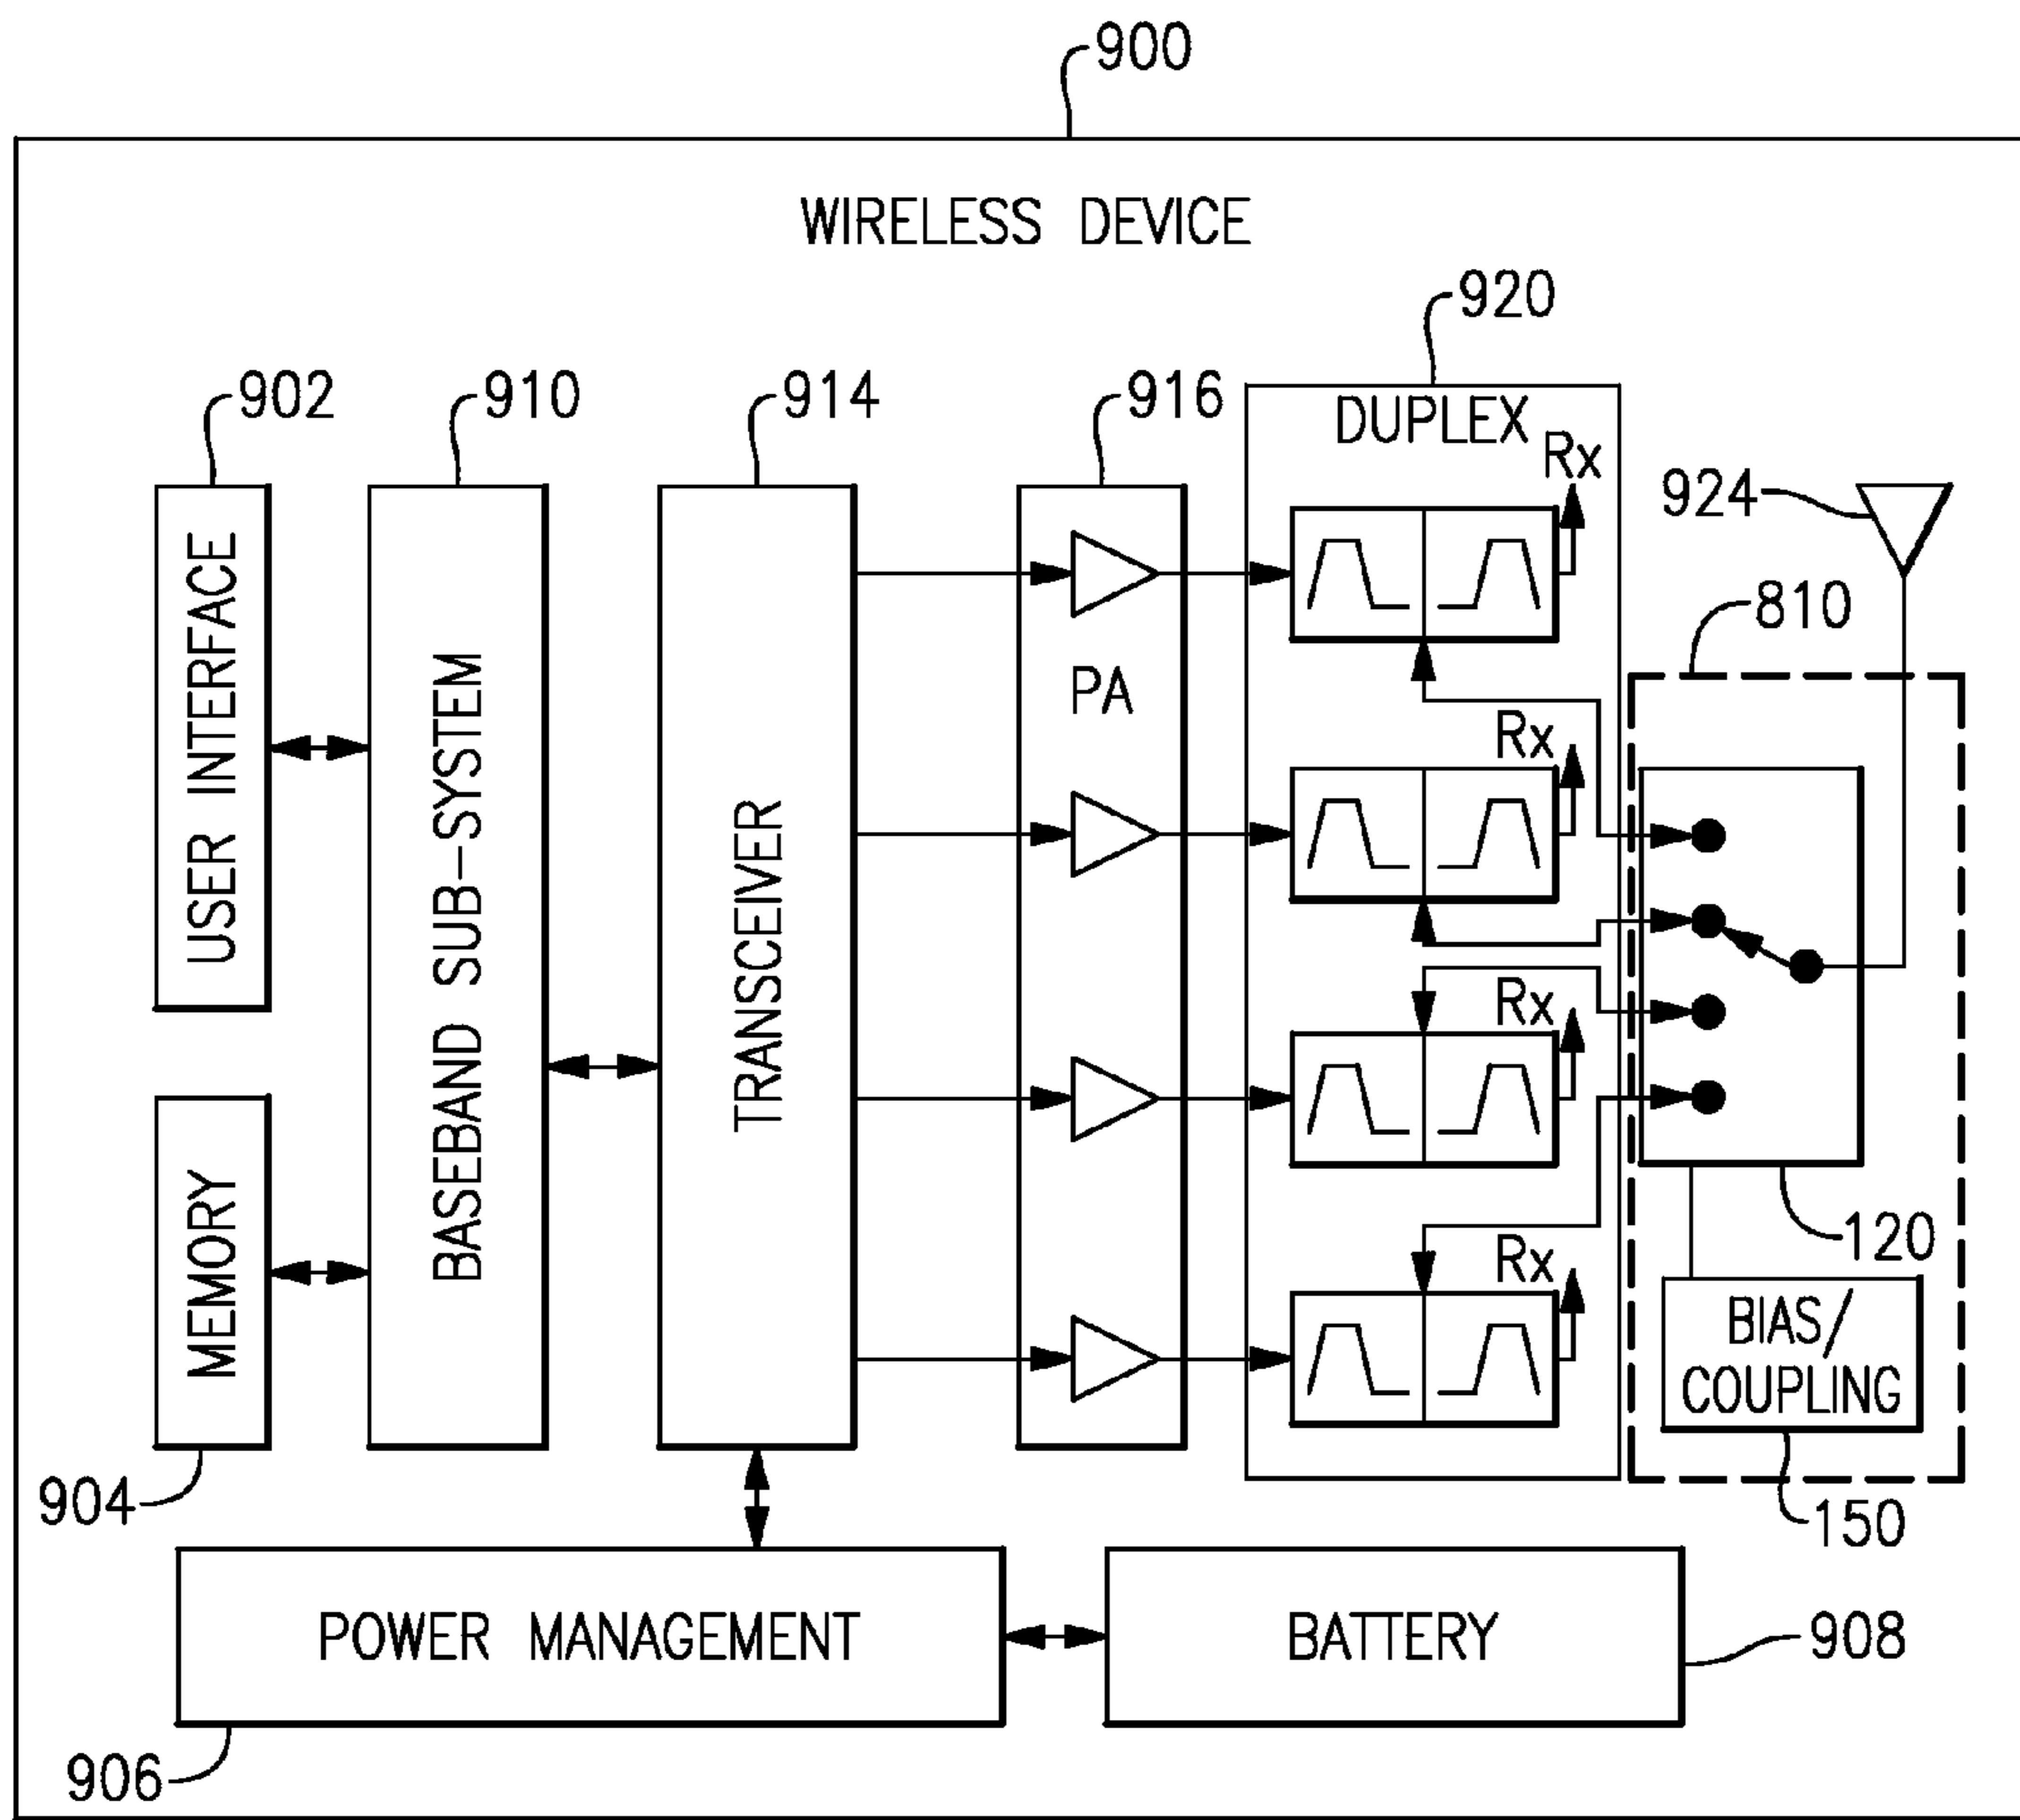 900
WIRELESS DEVICE
920
902
910
914
916
DUPLEX
Rx
924
USER INTERFACE
BASEBAND SUB-SYSTEM
TRANSCEIVER
PA
810
Rx
Rx
MEMORY
120
Rx
BIAS/
COUPLING
904
150
POWER MANAGEMENT
BATTERY
908
906